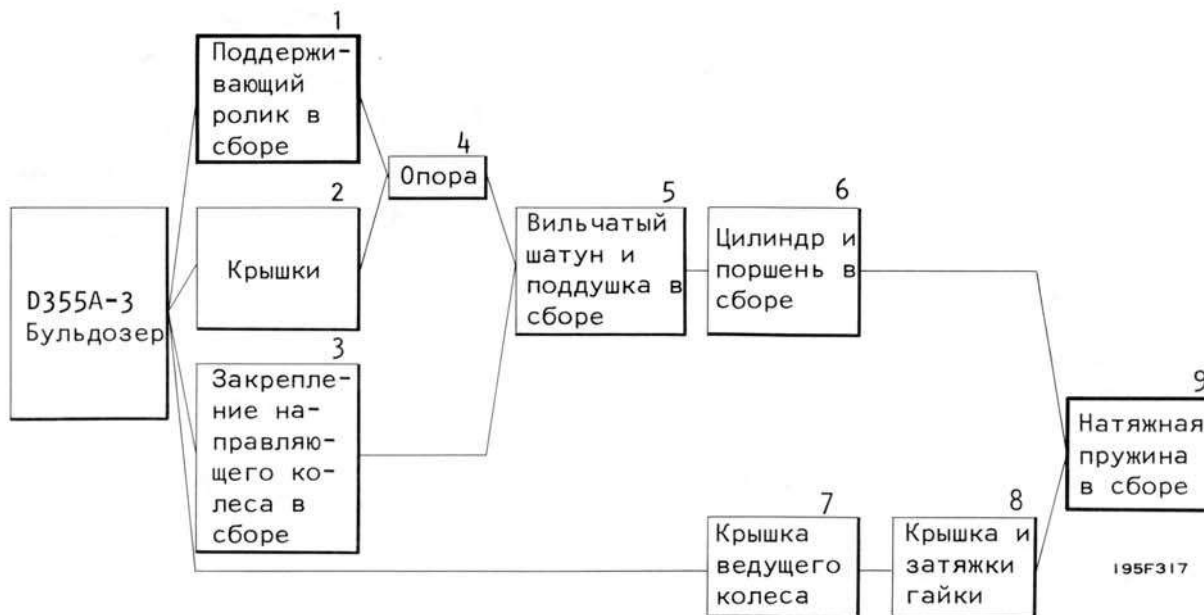 1
Поддержи-
вающий
ролик в
сборе
2
Крышки
3
Закрепле-
ние на-
правляю-
щего ко-
леса в
сборе
D355A-3
Бульдозер
4
Опора
5
Вильчатый
шатун и
поддушка в
сборе
6
Цилиндр и
поршень в
сборе
7
Крышка
ведущего
колеса
8
Крышка и
затяжки
гайки
9
Натяжная
пружина
в сборе
195F317